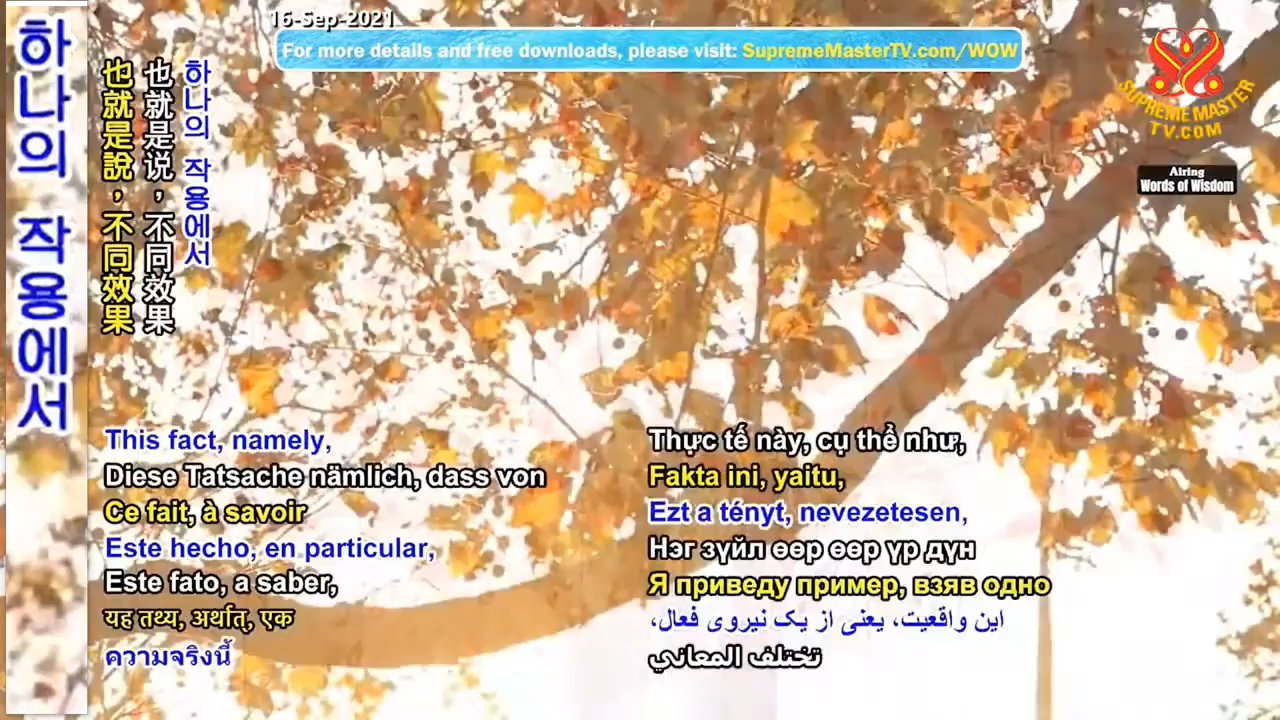 16-Sep-2021
For more details and free downloads, please visit: SupremeMasterTV.com/WOW
SUPREME MASTER
TV.COM
Airing
Words of Wisdom
하나의 작용에서
하나의 작용에서
也就是说，不同效果
也就是說，不同效果
This fact, namely,
Diese Tatsache nämlich, dass von
Ce fait, à savoir
Este hecho, en particular,
Este fato, a saber,
यह तथ्य, अर्थात्, एक
ความจริงนี้
Thực tế này, cụ thể như,
Fakta ini, yaitu,
Ezt a tényt, nevezetesen,
Нэг зүйл өөр өөр үр дүн
Я приведу пример, взяв одно
این واقعیت، یعنی از یک نیروی فعال،
تختلف المعاني